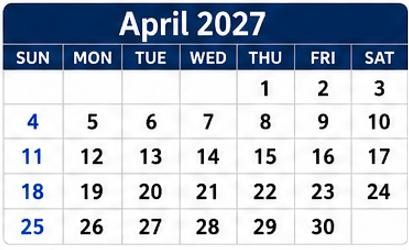 April 2027
SUN MON TUE WED THU FRI SAT
1 2 3
4 5 6 7 8 9 10
11 12 13 14 15 16 17
18 19 20 21 22 23 24
25 26 27 28 29 30